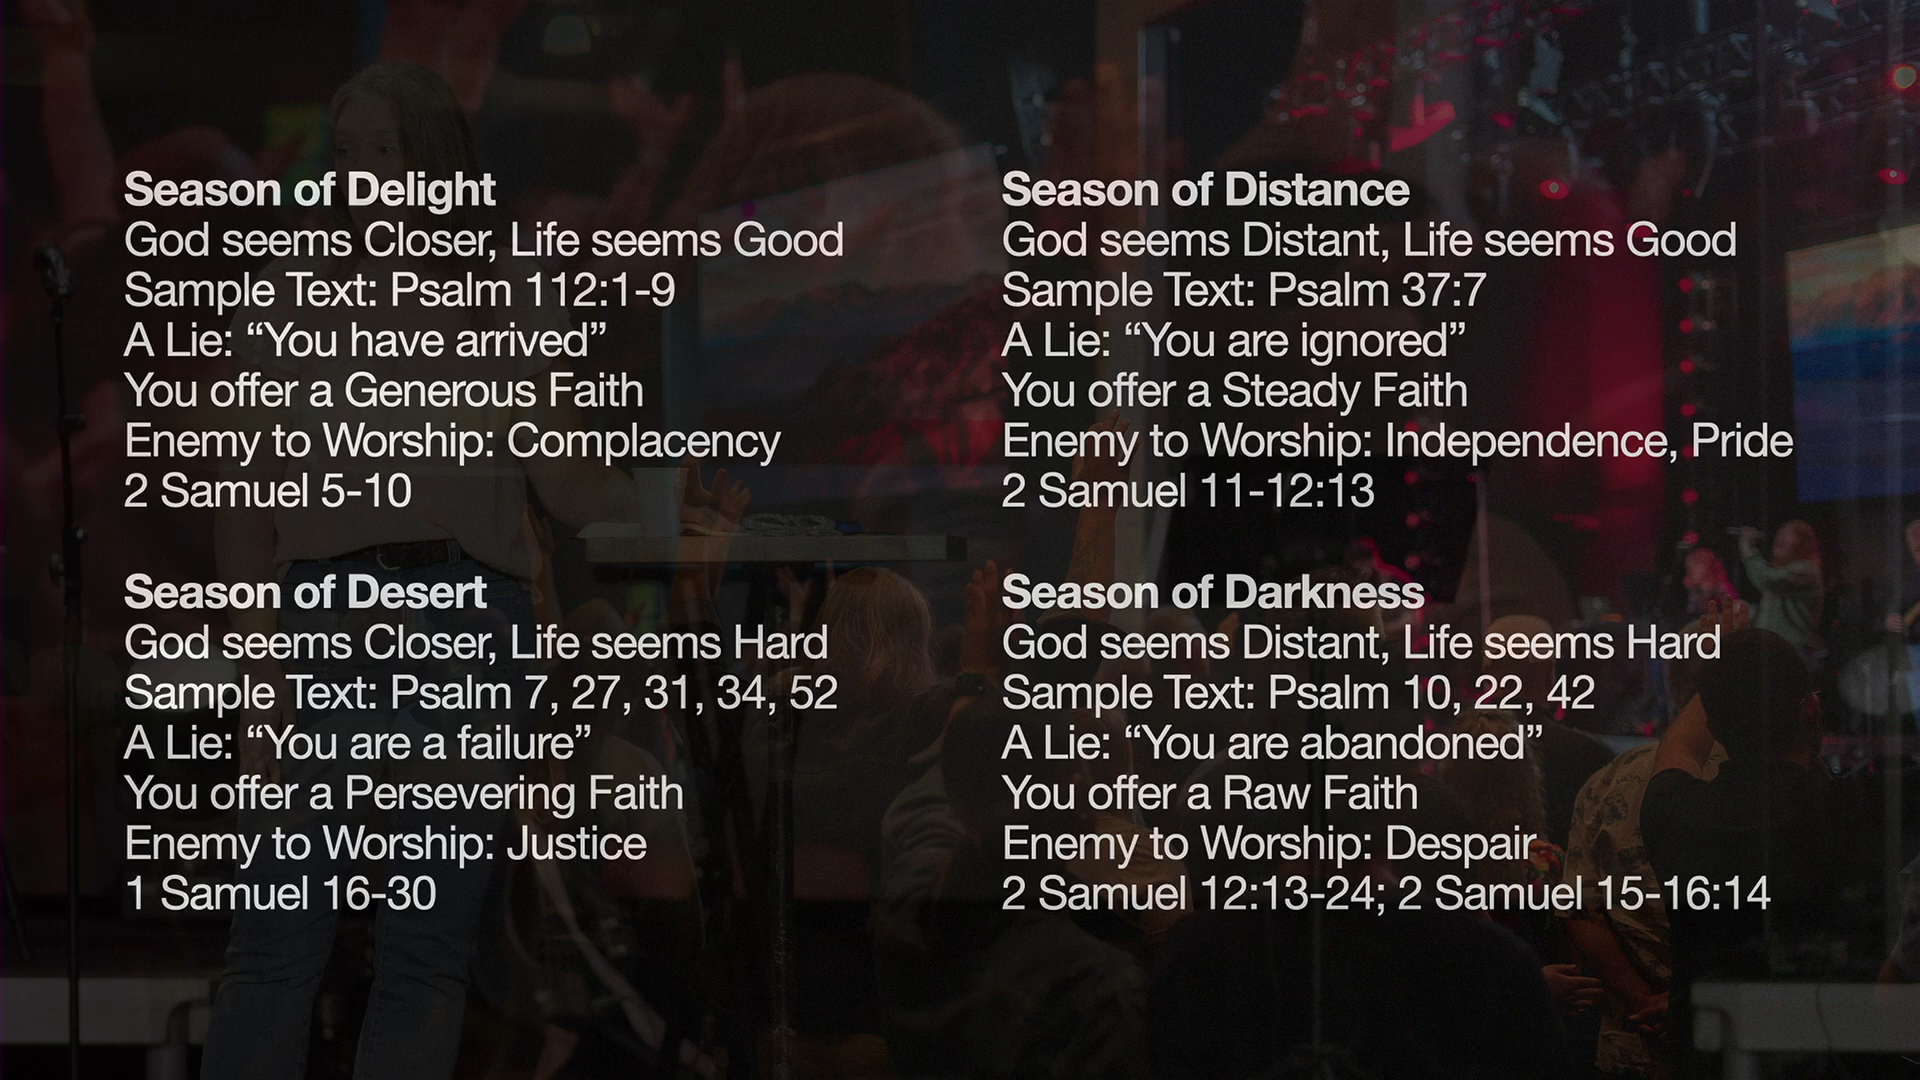 Season of Delight
God seems Closer, Life seems Good
Sample Text: Psalm 112:1-9
A Lie: “You have arrived”
You offer a Generous Faith
Enemy to Worship: Complacency
2 Samuel 5-10
Season of Distance
God seems Distant, Life seems Good
Sample Text: Psalm 37:7
A Lie: “You are ignored”
You offer a Steady Faith
Enemy to Worship: Independence, Pride
2 Samuel 11-12:13
Season of Desert
God seems Closer, Life seems Hard
Sample Text: Psalm 7, 27, 31, 34, 52
A Lie: “You are a failure”
You offer a Persevering Faith
Enemy to Worship: Justice
1 Samuel 16-30
Season of Darkness
God seems Distant, Life seems Hard
Sample Text: Psalm 10, 22, 42
A Lie: “You are abandoned”
You offer a Raw Faith
Enemy to Worship: Despair
2 Samuel 12:13-24; 2 Samuel 15-16:14